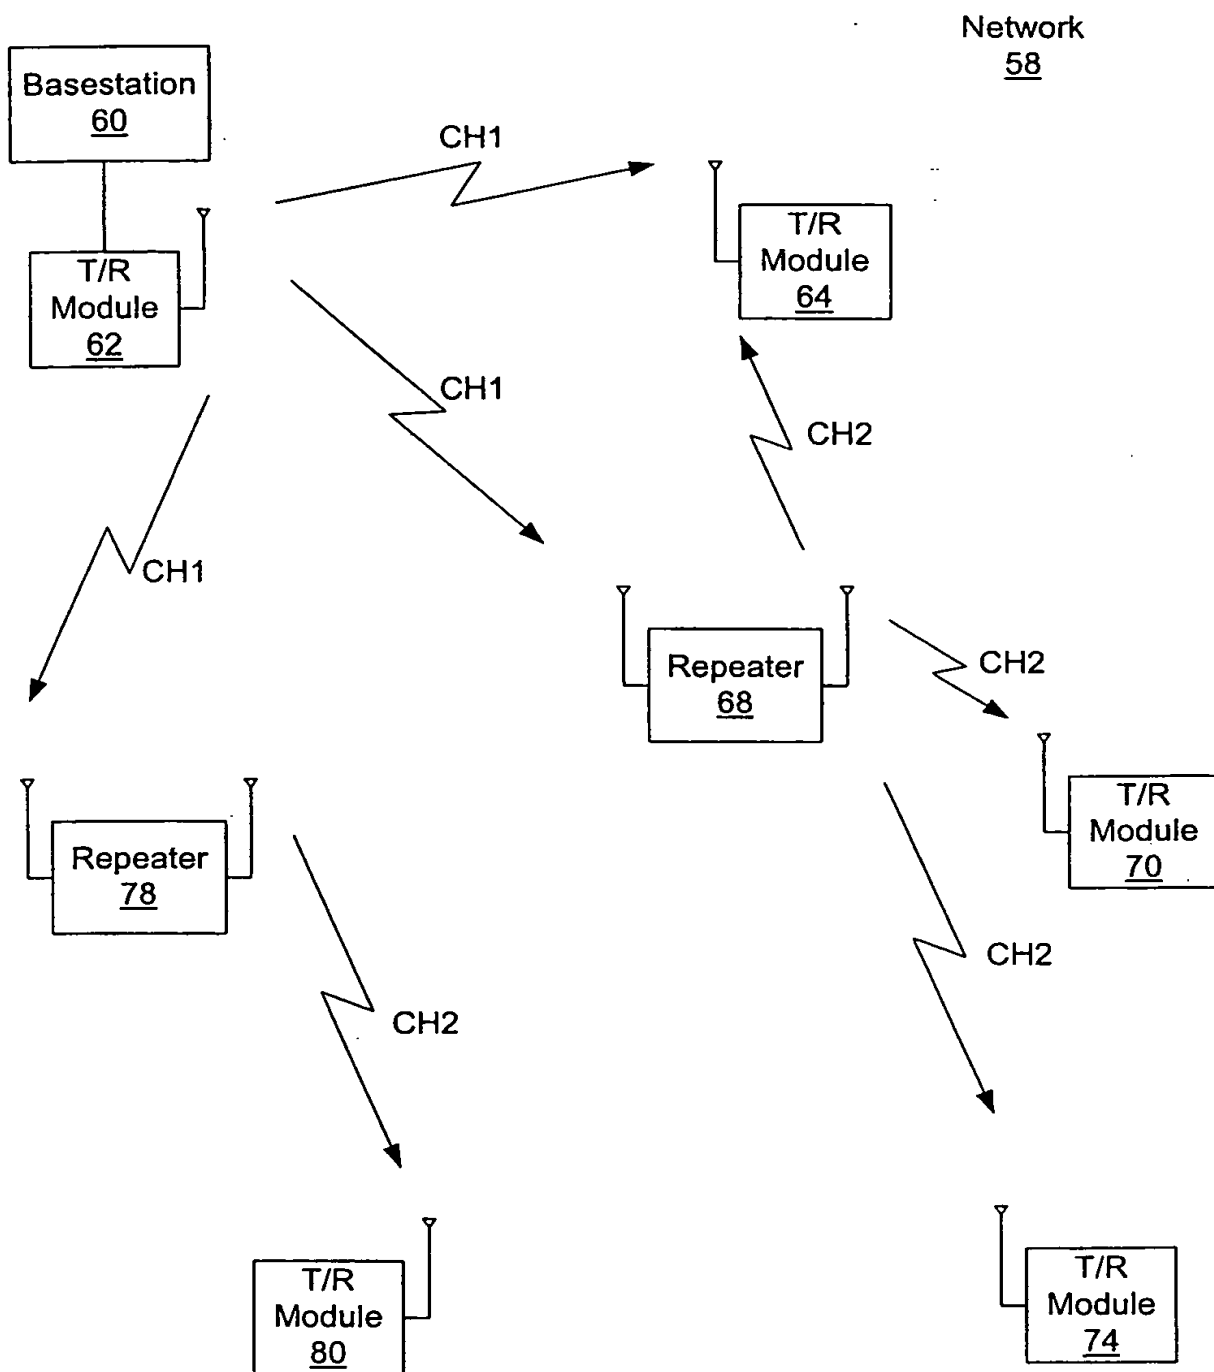 Network
58
Basestation
60
CH1
T/R
Module
62
T/R
Module
64
CH1
CH2
CH1
Repeater
68
CH2
T/R
Module
70
Repeater
78
CH2
CH2
T/R
Module
80
T/R
Module
74